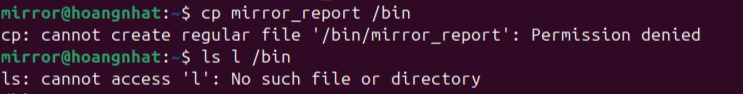 mirror@hoangnhat:~$ cp mirror_report /bin
cp: cannot create regular file '/bin/mirror_report': Permission denied
mirror@hoangnhat:~$ ls l /bin
ls: cannot access 'l': No such file or directory